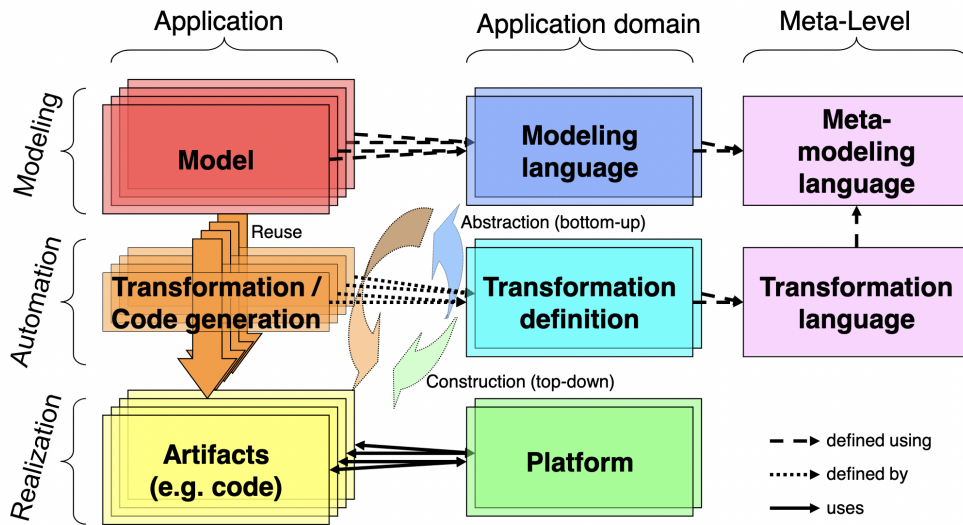 Application
Application domain
Meta-Level
Modeling
Model
Modeling
language
Meta-
modeling
language
Reuse
Abstraction (bottom-up)
Automation
Transformation /
Code generation
Transformation
definition
Transformation
language
Construction (top-down)
Realization
Artifacts
(e.g. code)
Platform
defined using
defined by
uses